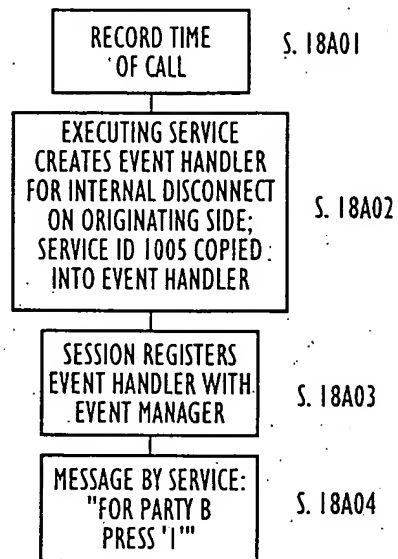 RECORD TIME
OF CALL
S. 18A01
EXECUTING SERVICE
CREATES EVENT HANDLER
FOR INTERNAL DISCONNECT
ON ORIGINATING SIDE;
SERVICE ID 1005 COPIED
INTO EVENT HANDLER
S. 18A02
SESSION REGISTERS
EVENT HANDLER WITH
EVENT MANAGER
S. 18A03
MESSAGE BY SERVICE:
"FOR PARTY B
PRESS '1'"
S. 18A04